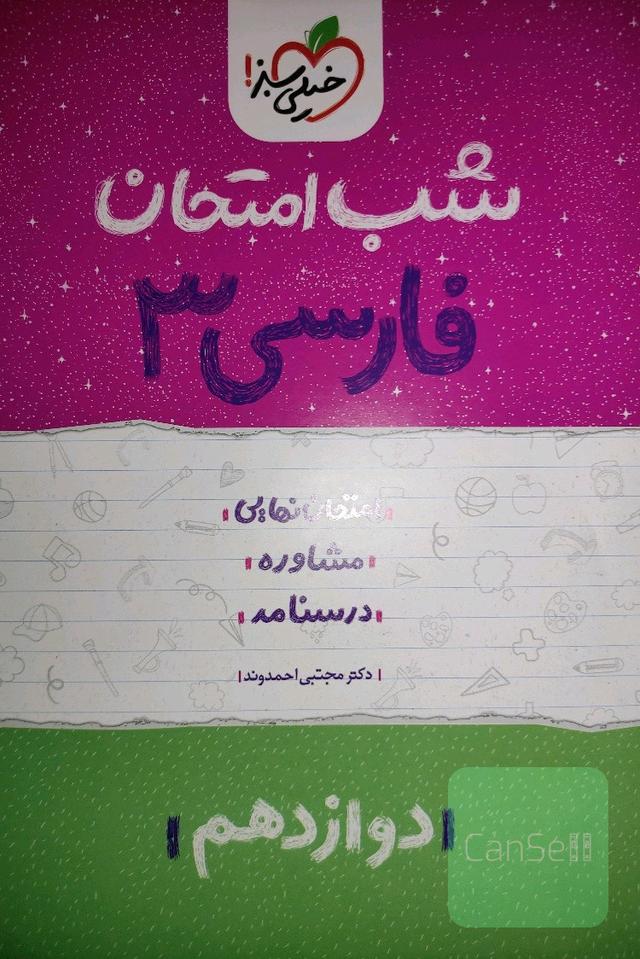 خیلی سبز!
شب امتحان
فارسی ۳
امتحان نهایی
مشاوره
درسنامه
دکتر مجتبی احمدوند
دوازدهم
CanSell